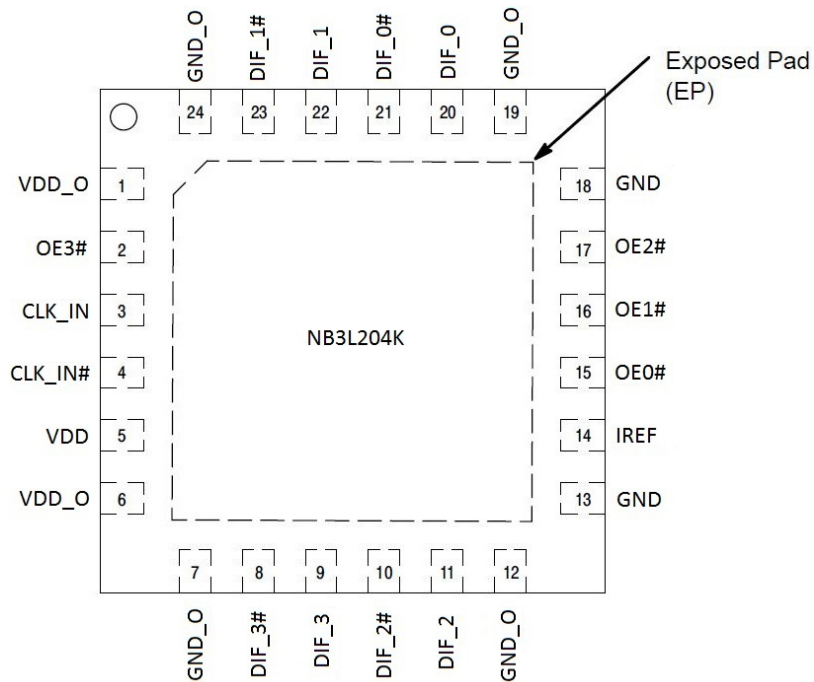 GND_O
DIF_1#
DIF_1
DIF_0#
DIF_0
GND_O
Exposed Pad
(EP)
24
23
22
21
20
19
VDD_O 1
18 GND
OE3# 2
17 OE2#
CLK_IN 3
16 OE1#
NB3L204K
CLK_IN# 4
15 OE0#
VDD 5
14 IREF
VDD_O 6
13 GND
7
8
9
10
11
12
GND_O
DIF_3#
DIF_3
DIF_2#
DIF_2
GND_O